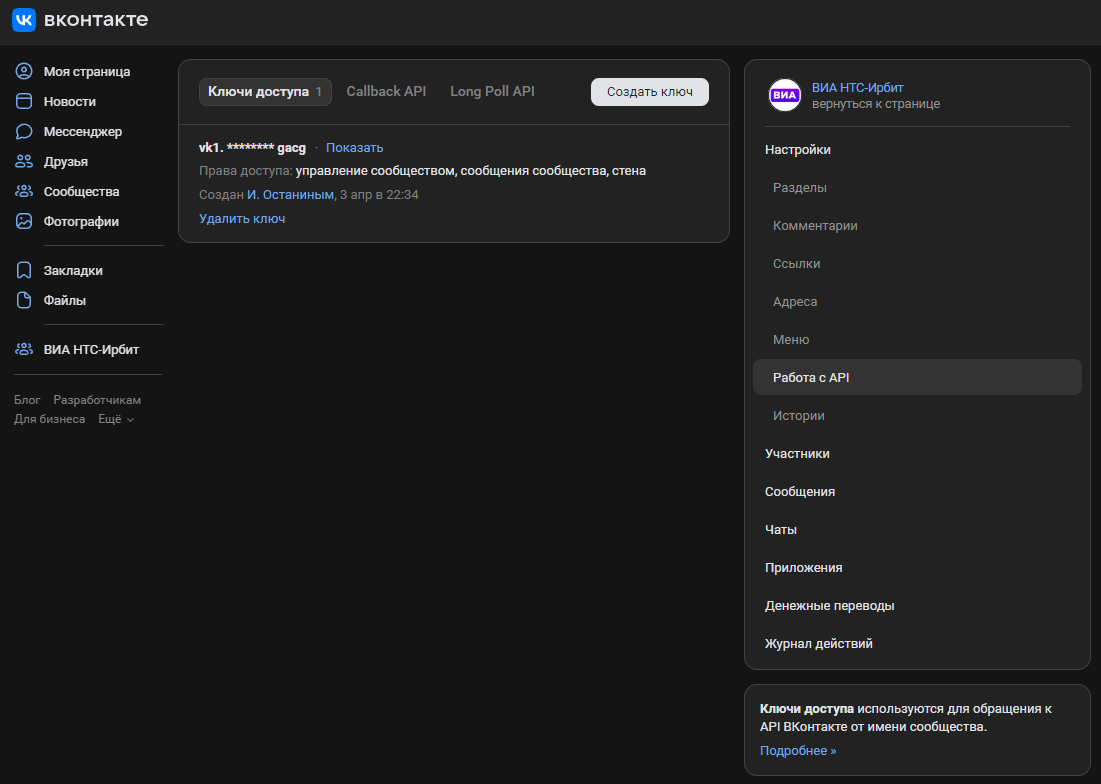 вконтакте
Моя страница
Новости
Мессенджер
Друзья
Сообщества
Фотографии
Закладки
Файлы
ВИА НТС-Ирбит
Блог Разработчикам
Для бизнеса Ещё
Ключи доступа 1 Callback API Long Poll API Создать ключ
vk1. ******** gacg · Показать
Права доступа: управление сообществом, сообщения сообщества, стена
Создан И. Останиным, 3 апр в 22:34
Удалить ключ
ВИА
ВИА НТС-Ирбит
вернуться к странице
Настройки
Разделы
Комментарии
Ссылки
Адреса
Меню
Работа с API
Истории
Участники
Сообщения
Чаты
Приложения
Денежные переводы
Журнал действий
Ключи доступа используются для обращения к
API ВКонтакте от имени сообщества.
Подробнее »